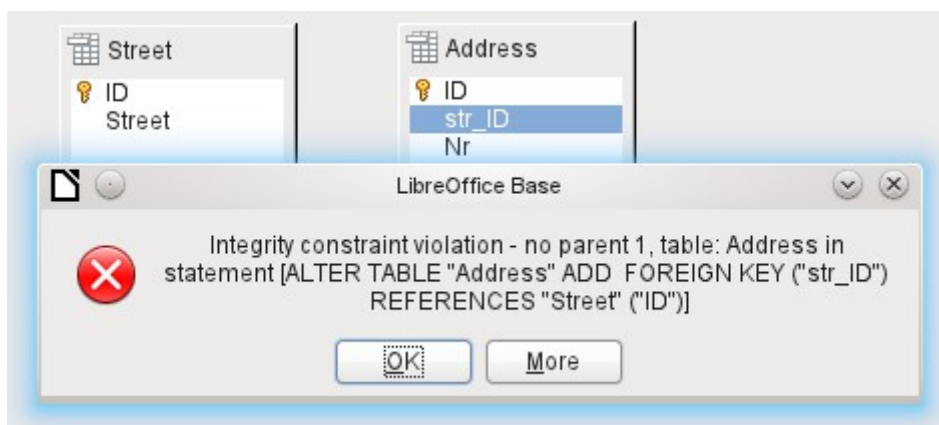 Street
Address
ID
Street
ID
str_ID
Nr
LibreOffice Base
Integrity constraint violation - no parent 1, table: Address in
statement [ALTER TABLE "Address" ADD  FOREIGN KEY ("str_ID")
REFERENCES "Street" ("ID")]
OK
More